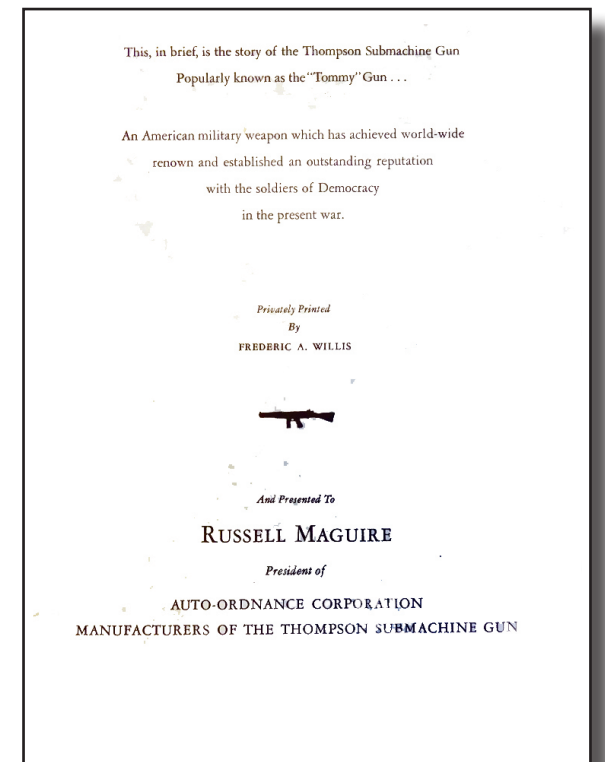 This, in brief, is the story of the Thompson Submachine Gun
Popularly known as the "Tommy" Gun . . .
An American military weapon which has achieved world-wide
renown and established an outstanding reputation
with the soldiers of Democracy
in the present war.
Privately Printed
By
FREDERIC A. WILLIS
And Presented To
RUSSELL MAGUIRE
President of
AUTO-ORDNANCE CORPORATION
MANUFACTURERS OF THE THOMPSON SUBMACHINE GUN